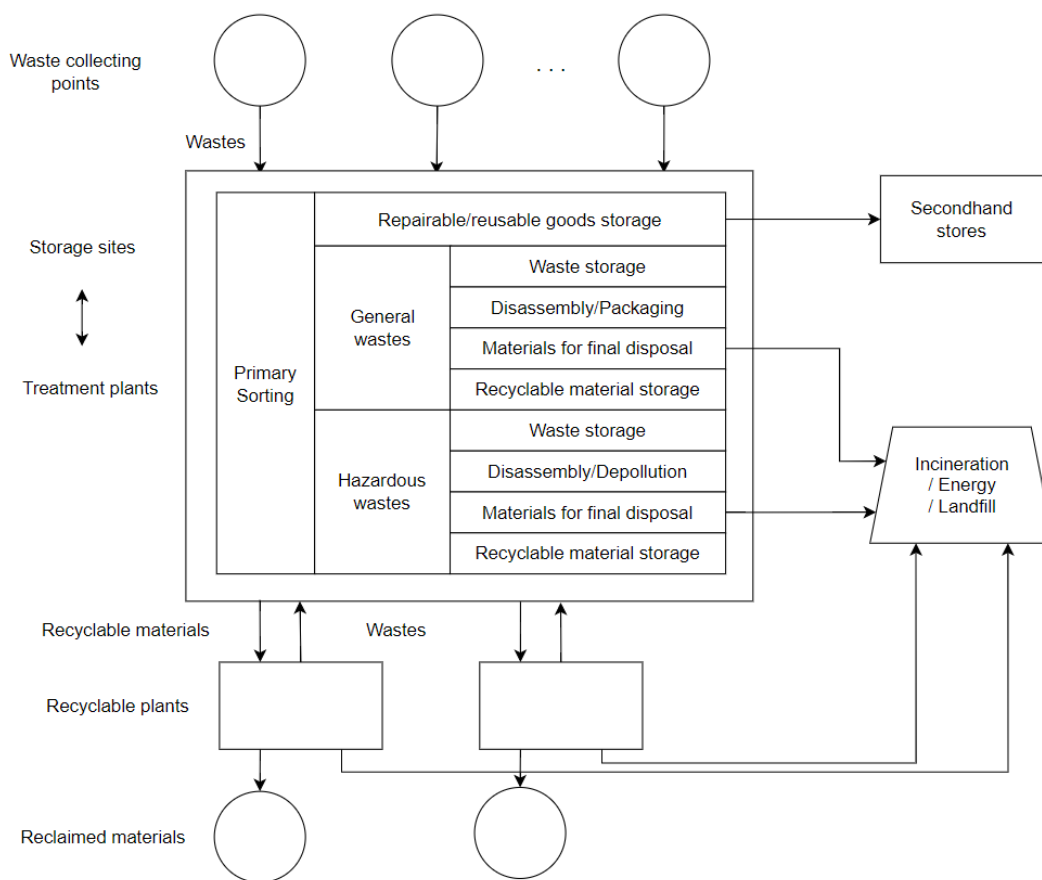 Waste collecting
points
. . .
Wastes
Storage sites
Treatment plants
Primary
Sorting
Repairable/reusable goods storage
General
wastes
Waste storage
Disassembly/Packaging
Materials for final disposal
Recyclable material storage
Hazardous
wastes
Waste storage
Disassembly/Depollution
Materials for final disposal
Recyclable material storage
Secondhand
stores
Incineration
/ Energy
/ Landfill
Recyclable materials
Wastes
Recyclable plants
Reclaimed materials